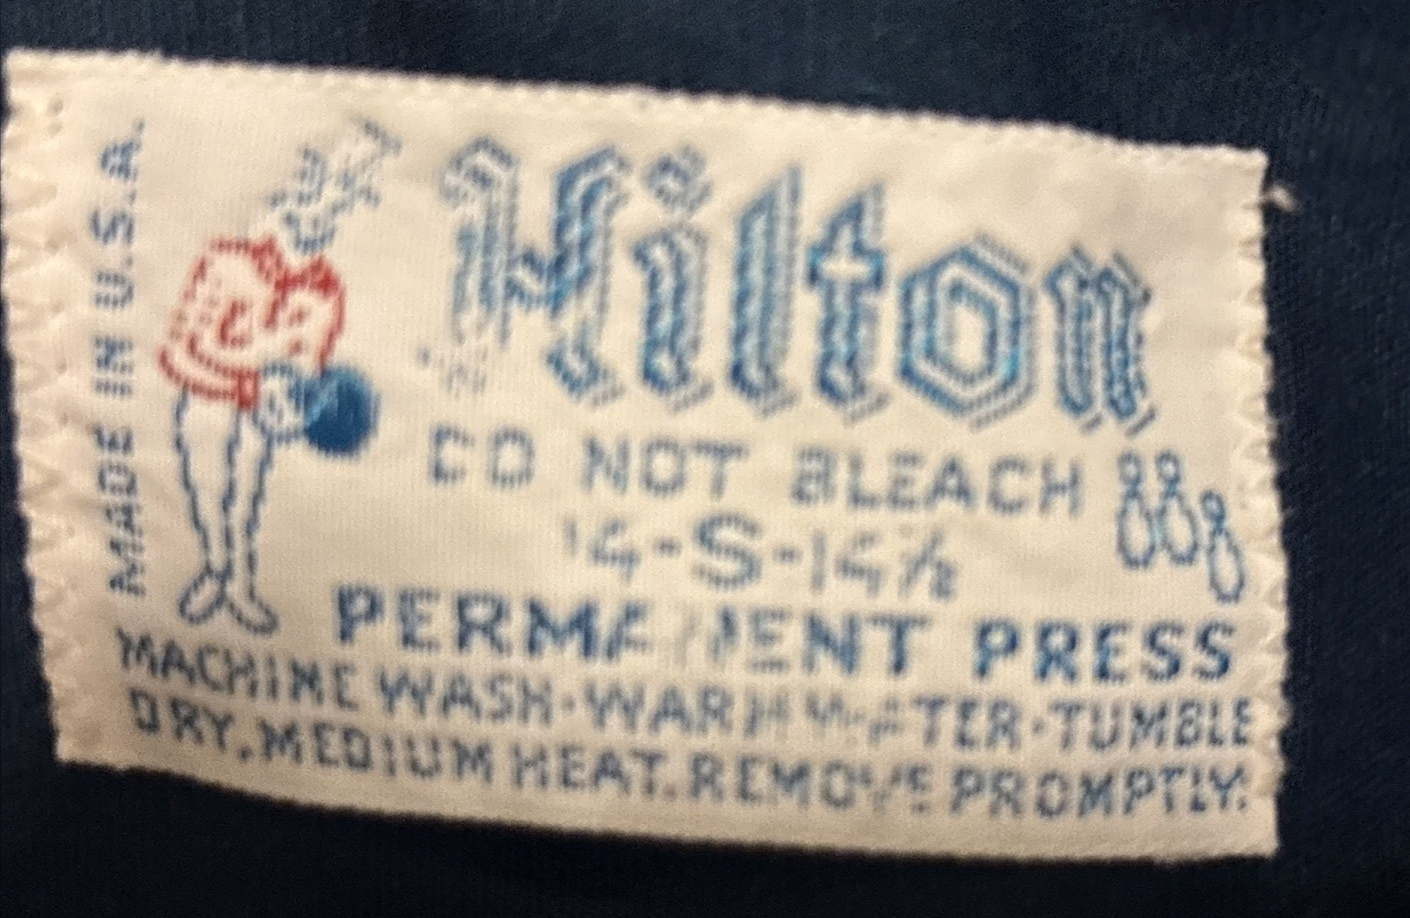 MADE IN U.S.A.
Hilton
DO NOT BLEACH
14-S-14½
PERMANENT PRESS
MACHINE WASH·WARM WATER·TUMBLE
DRY,MEDIUM HEAT.REMOVE PROMPTLY.